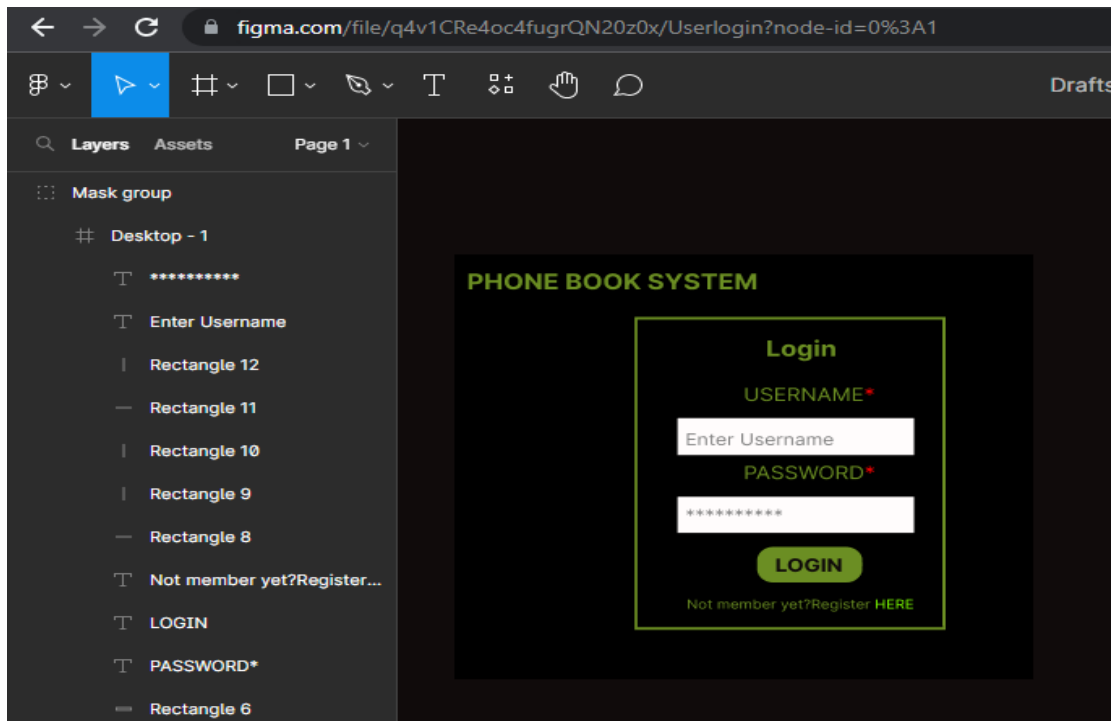 figma.com/file/q4v1CRe4oc4fugrQN20z0x/Userlogin?node-id=0%3A1
Drafts
Layers Assets Page 1
Mask group
Desktop - 1
**********
Enter Username
Rectangle 12
Rectangle 11
Rectangle 10
Rectangle 9
Rectangle 8
Not member yet?Register...
LOGIN
PASSWORD*
Rectangle 6
PHONE BOOK SYSTEM
Login
USERNAME*
Enter Username
PASSWORD*
**********
LOGIN
Not member yet?Register HERE